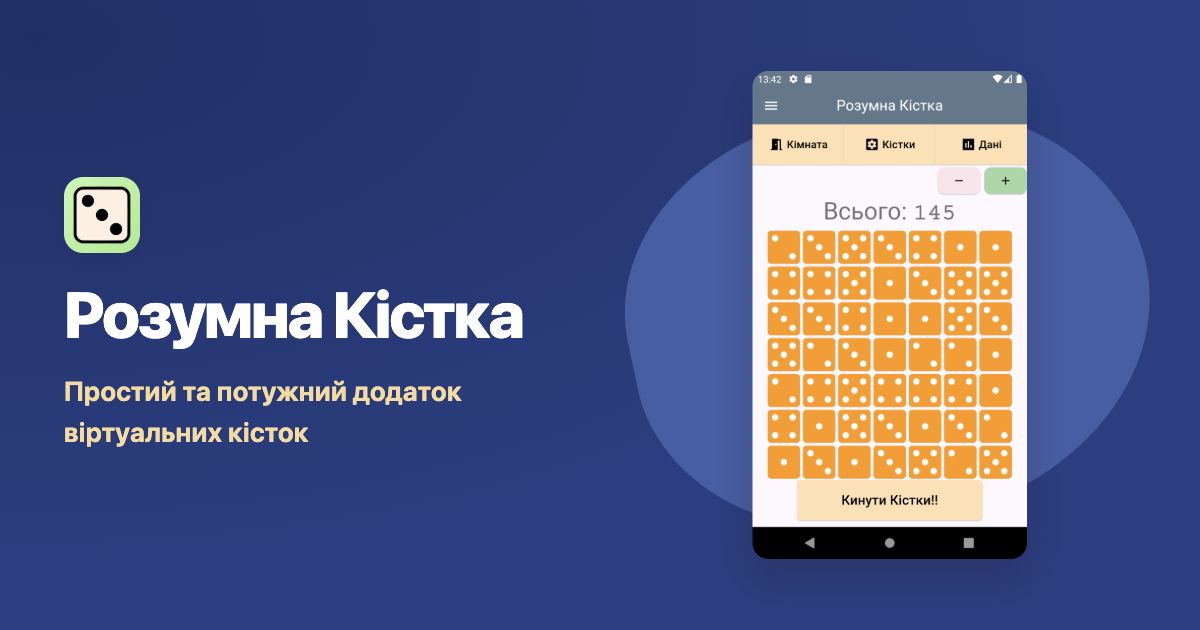 Розумна Кістка
Простий та потужний додаток
віртуальних кісток
13:42
Розумна Кістка
Кімната Кістки Дані
− +
Всього: 145
Кинути Кістки!!